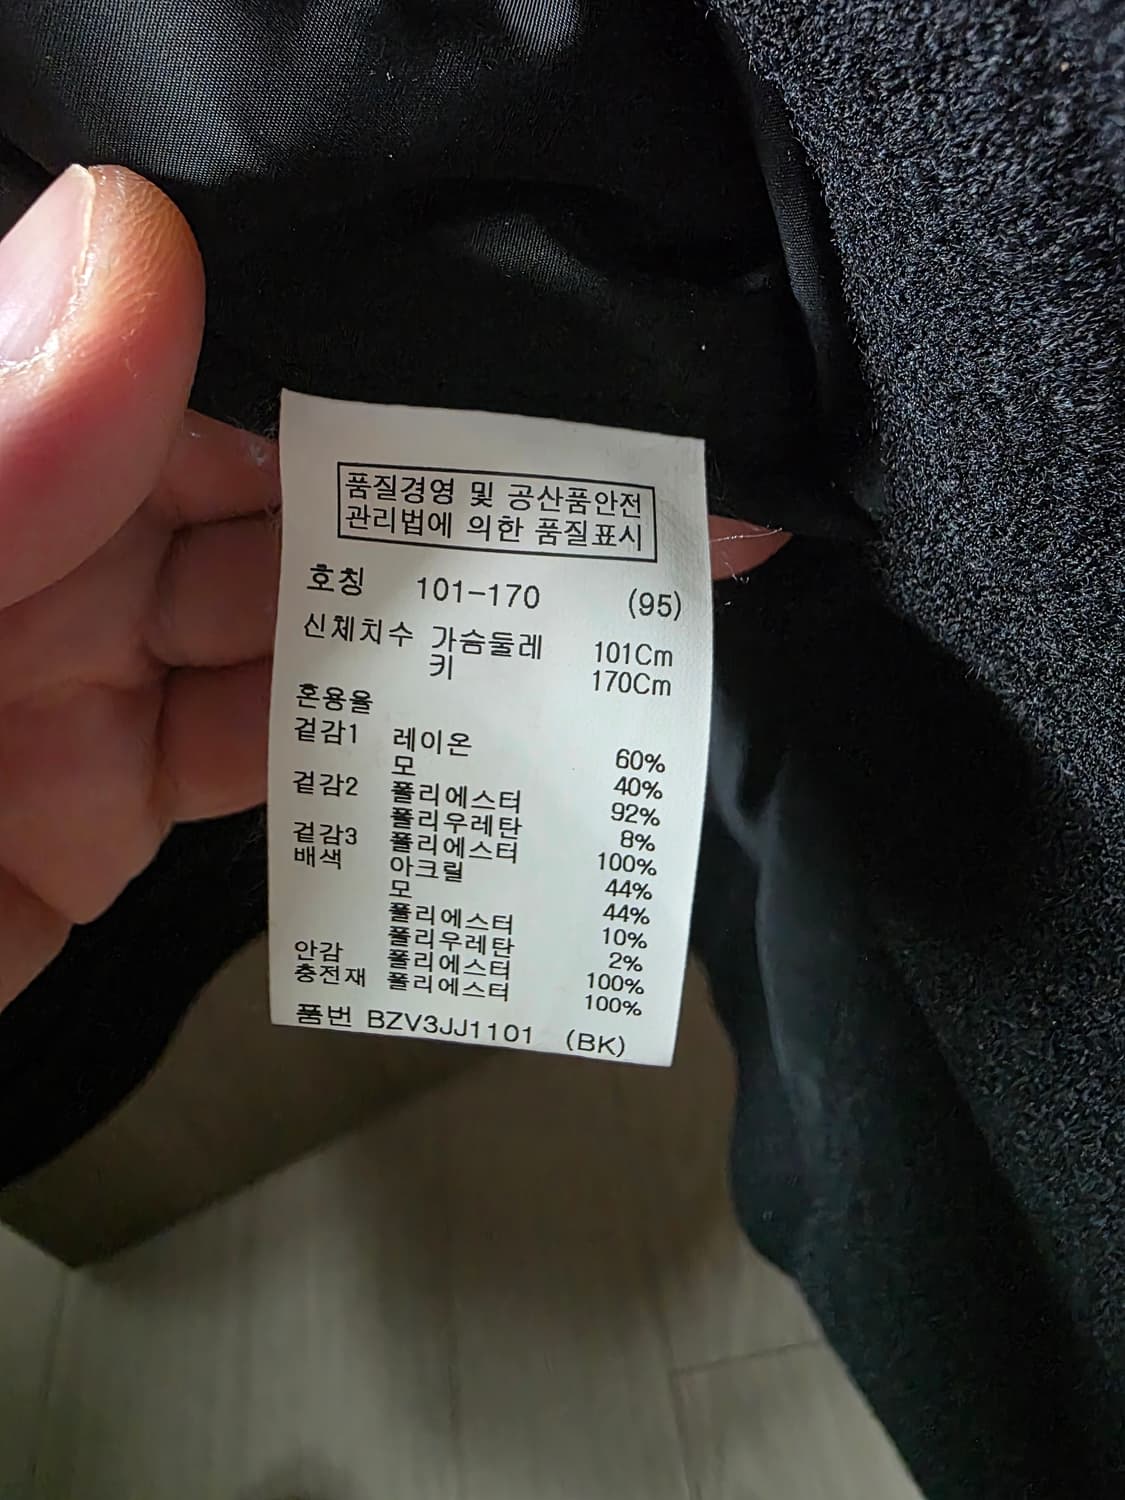 품질경영 및 공산품안전
관리법에 의한 품질표시
호칭 101-170 (95)
신체치수 가슴둘레 101Cm
키 170Cm
혼용율
겉감1 레이온 60%
모 40%
겉감2 폴리에스터 92%
폴리우레탄 8%
겉감3 폴리에스터 100%
배색 아크릴 44%
모 44%
폴리에스터 10%
폴리우레탄 2%
안감 폴리에스터 100%
충전재 폴리에스터 100%
품번 BZV3JJ1101 (BK)